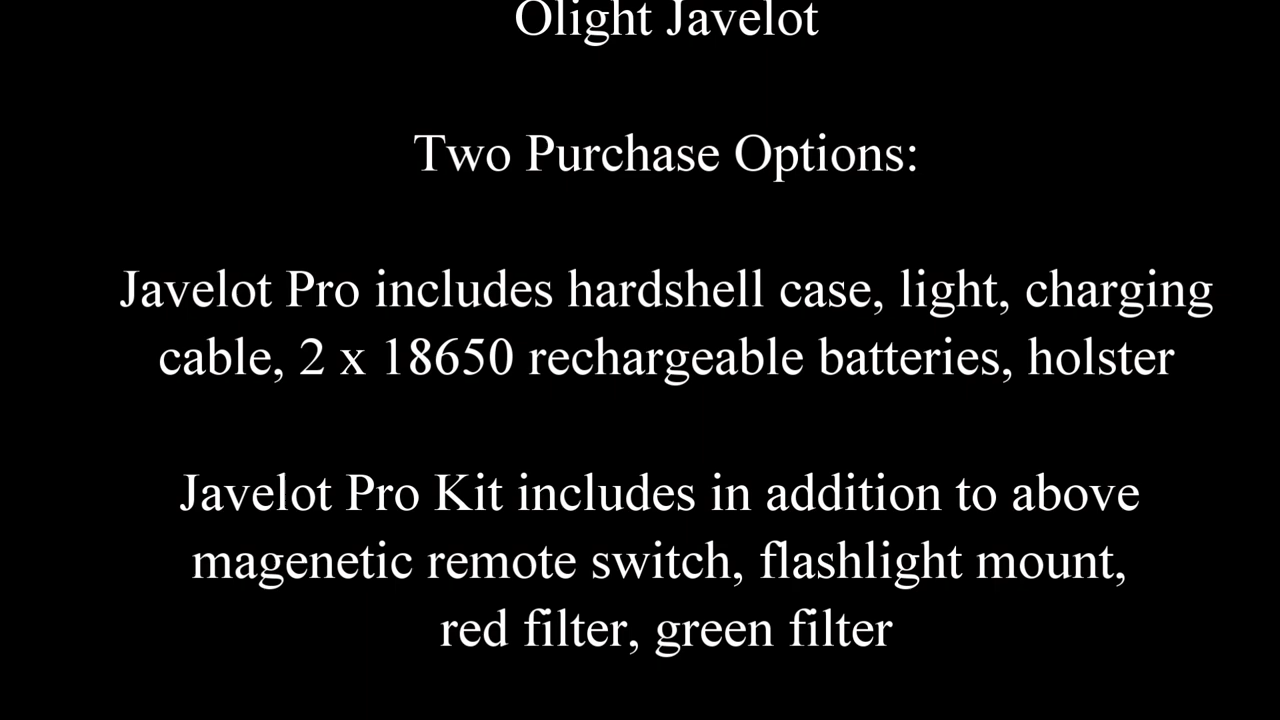 Olight Javelot
Two Purchase Options:
Javelot Pro includes hardshell case, light, charging
cable, 2 x 18650 rechargeable batteries, holster
Javelot Pro Kit includes in addition to above
magenetic remote switch, flashlight mount,
red filter, green filter